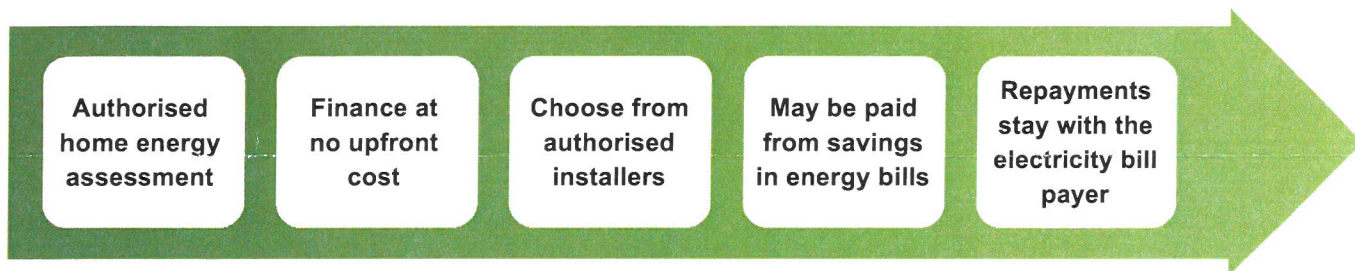 Authorised
home energy
assessment
Finance at
no upfront
cost
Choose from
authorised
installers
May be paid
from savings
in energy bills
Repayments
stay with the
electricity bill
payer